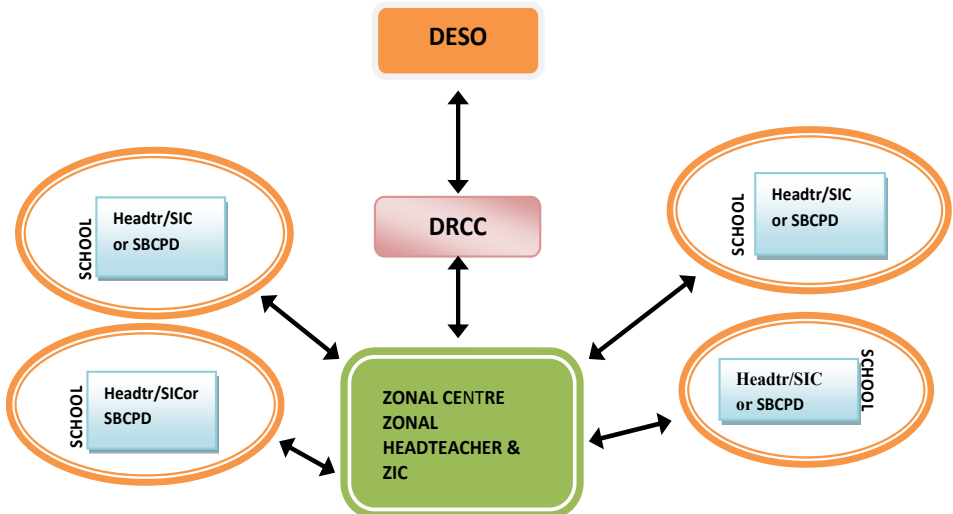 DESO
DRCC
SCHOOL
Headtr/SIC
or SBCPD
SCHOOL
Headtr/SIC
or SBCPD
SCHOOL
Headtr/SICor
SBCPD
ZONAL CENTRE
ZONAL
HEADTEACHER &
ZIC
Headtr/SIC
or SBCPD
SCHOOL